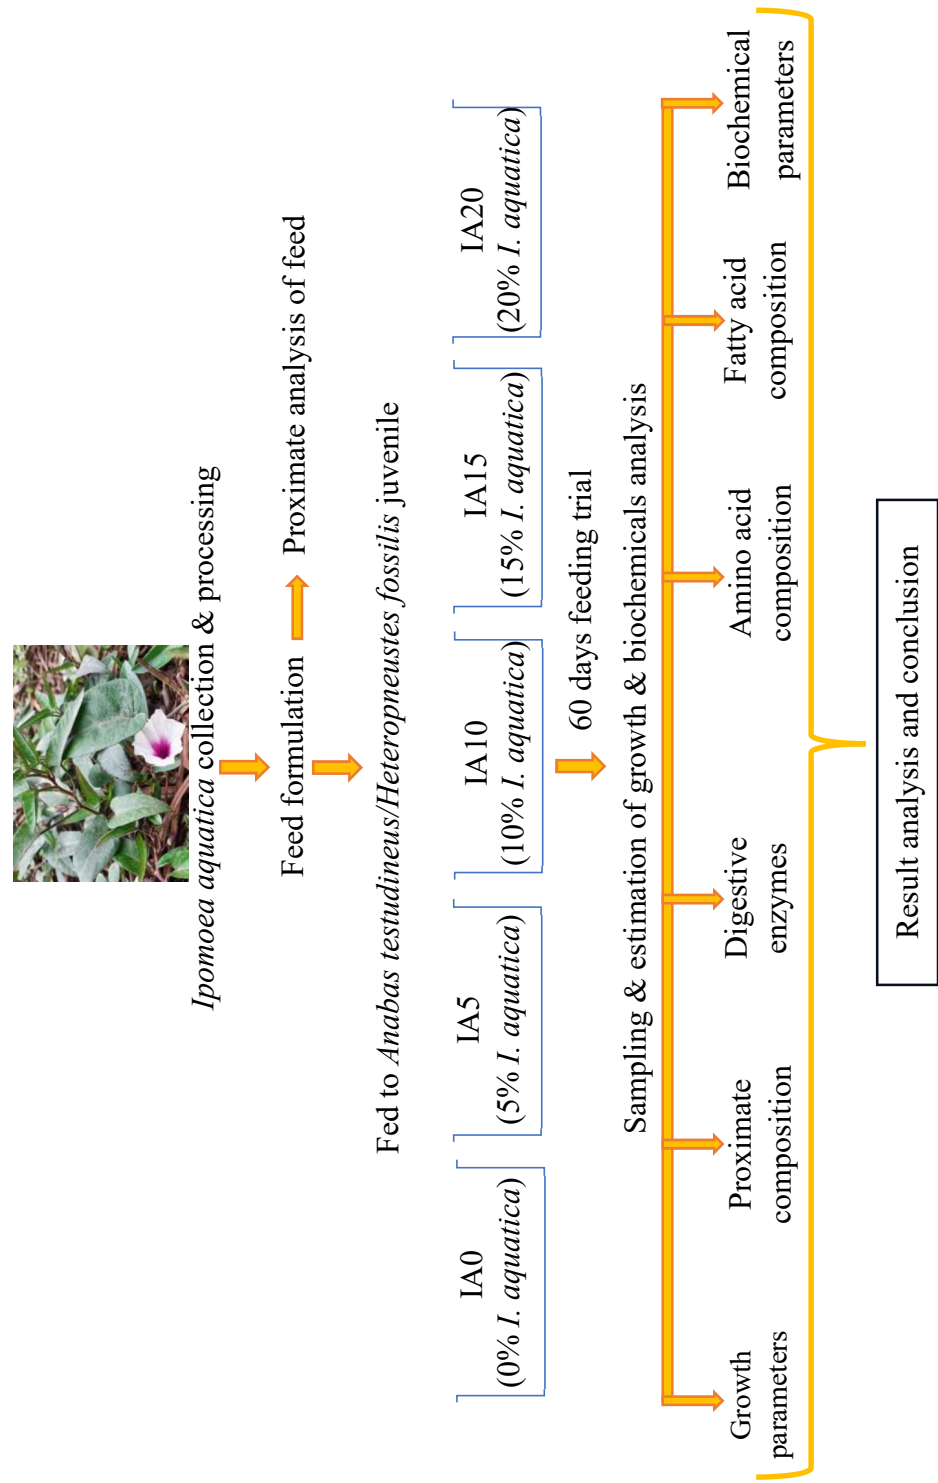 Ipomoea aquatica collection & processing
Feed formulation
Proximate analysis of feed
Fed to Anabas testudineus/Heteropneustes fossilis juvenile
IA0
(0% I. aquatica)
IA5
(5% I. aquatica)
IA10
(10% I. aquatica)
IA15
(15% I. aquatica)
IA20
(20% I. aquatica)
60 days feeding trial
Sampling & estimation of growth & biochemicals analysis
Growth
parameters
Proximate
composition
Digestive
enzymes
Amino acid
composition
Fatty acid
composition
Biochemical
parameters
Result analysis and conclusion